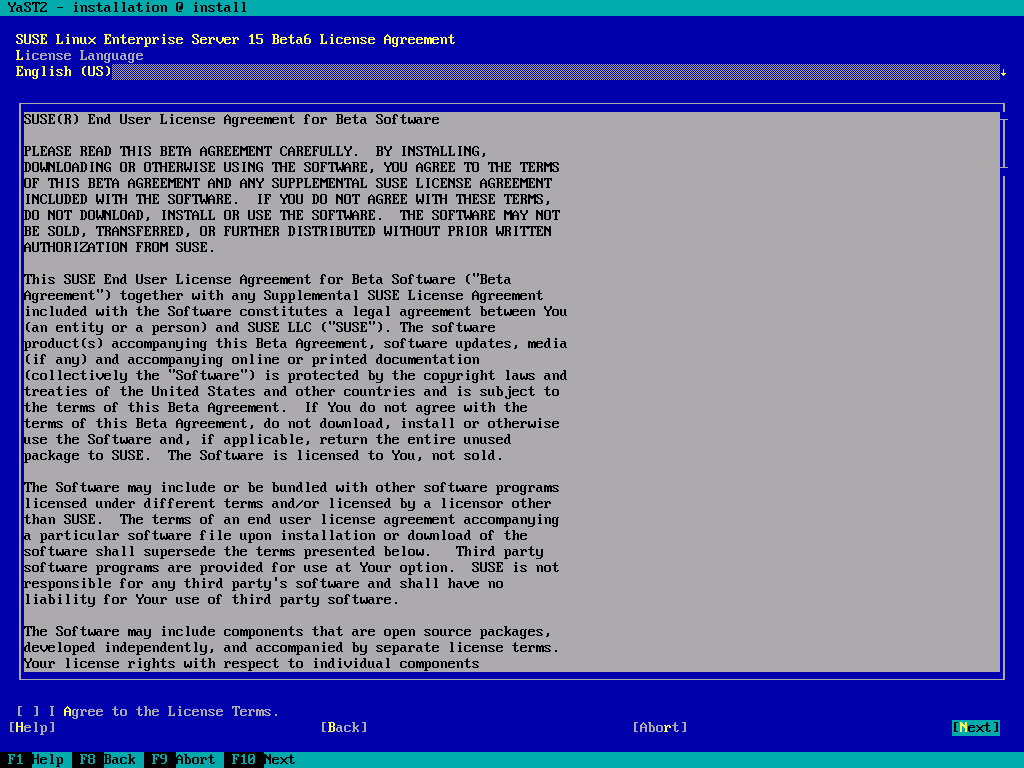 YaST2 - installation @ install
SUSE Linux Enterprise Server 15 Beta6 License Agreement
License Language
English (US)
SUSE(R) End User License Agreement for Beta Software
PLEASE READ THIS BETA AGREEMENT CAREFULLY.  BY INSTALLING,
DOWNLOADING OR OTHERWISE USING THE SOFTWARE, YOU AGREE TO THE TERMS
OF THIS BETA AGREEMENT AND ANY SUPPLEMENTAL SUSE LICENSE AGREEMENT
INCLUDED WITH THE SOFTWARE.  IF YOU DO NOT AGREE WITH THESE TERMS,
DO NOT DOWNLOAD, INSTALL OR USE THE SOFTWARE.  THE SOFTWARE MAY NOT
BE SOLD, TRANSFERRED, OR FURTHER DISTRIBUTED WITHOUT PRIOR WRITTEN
AUTHORIZATION FROM SUSE.
This SUSE End User License Agreement for Beta Software ("Beta
Agreement") together with any Supplemental SUSE License Agreement
included with the Software constitutes a legal agreement between You
(an entity or a person) and SUSE LLC ("SUSE"). The software
product(s) accompanying this Beta Agreement, software updates, media
(if any) and accompanying online or printed documentation
(collectively the "Software") is protected by the copyright laws and
treaties of the United States and other countries and is subject to
the terms of this Beta Agreement.  If You do not agree with the
terms of this Beta Agreement, do not download, install or otherwise
use the Software and, if applicable, return the entire unused
package to SUSE.  The Software is licensed to You, not sold.
The Software may include or be bundled with other software programs
licensed under different terms and/or licensed by a licensor other
than SUSE.  The terms of an end user license agreement accompanying
a particular software file upon installation or download of the
software shall supersede the terms presented below.   Third party
software programs are provided for use at Your option.  SUSE is not
responsible for any third party's software and shall have no
liability for Your use of third party software.
The Software may include components that are open source packages,
developed independently, and accompanied by separate license terms.
Your license rights with respect to individual components
[ ] I Agree to the License Terms.
[Help] [Back] [Abort] [Next]
F1 Help F8 Back F9 Abort F10 Next